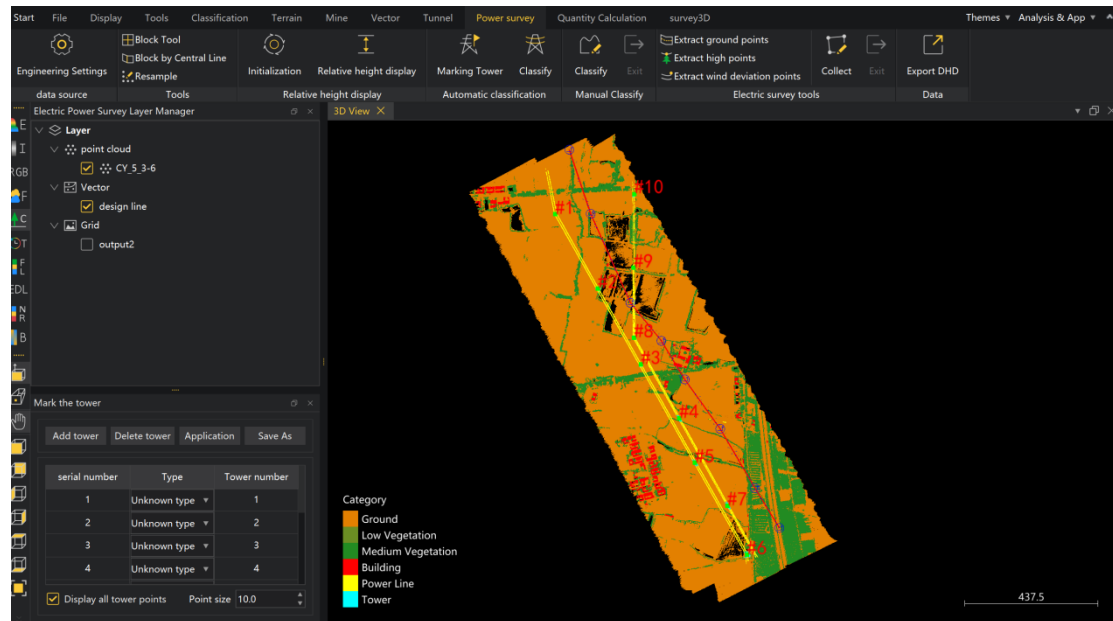 Start File Display Tools Classification Terrain Mine Vector Tunnel Power survey Quantity Calculation survey3D Themes Analysis & App
Block Tool
Block by Central Line
Resample
Engineering Settings
Initialization
Relative height display
Marking Tower
Classify
Classify
Exit
Extract ground points
Extract high points
Extract wind deviation points
Collect
Exit
Export DHD
data source Tools Relative height display Automatic classification Manual Classify Electric survey tools Data
Electric Power Survey Layer Manager
3D View
Layer
point cloud
CY_5_3-6
Vector
design line
Grid
output2
E
I
RGB
F
C
T
F
L
EDL
N
R
B
Mark the tower
Add tower Delete tower Application Save As
serial number Type Tower number
1 Unknown type 1
2 Unknown type 2
3 Unknown type 3
4 Unknown type 4
Display all tower points Point size 10.0
#10
#1
#9
#2
#8
#3
#4
#5
#7
#6
Category
Ground
Low Vegetation
Medium Vegetation
Building
Power Line
Tower
437.5